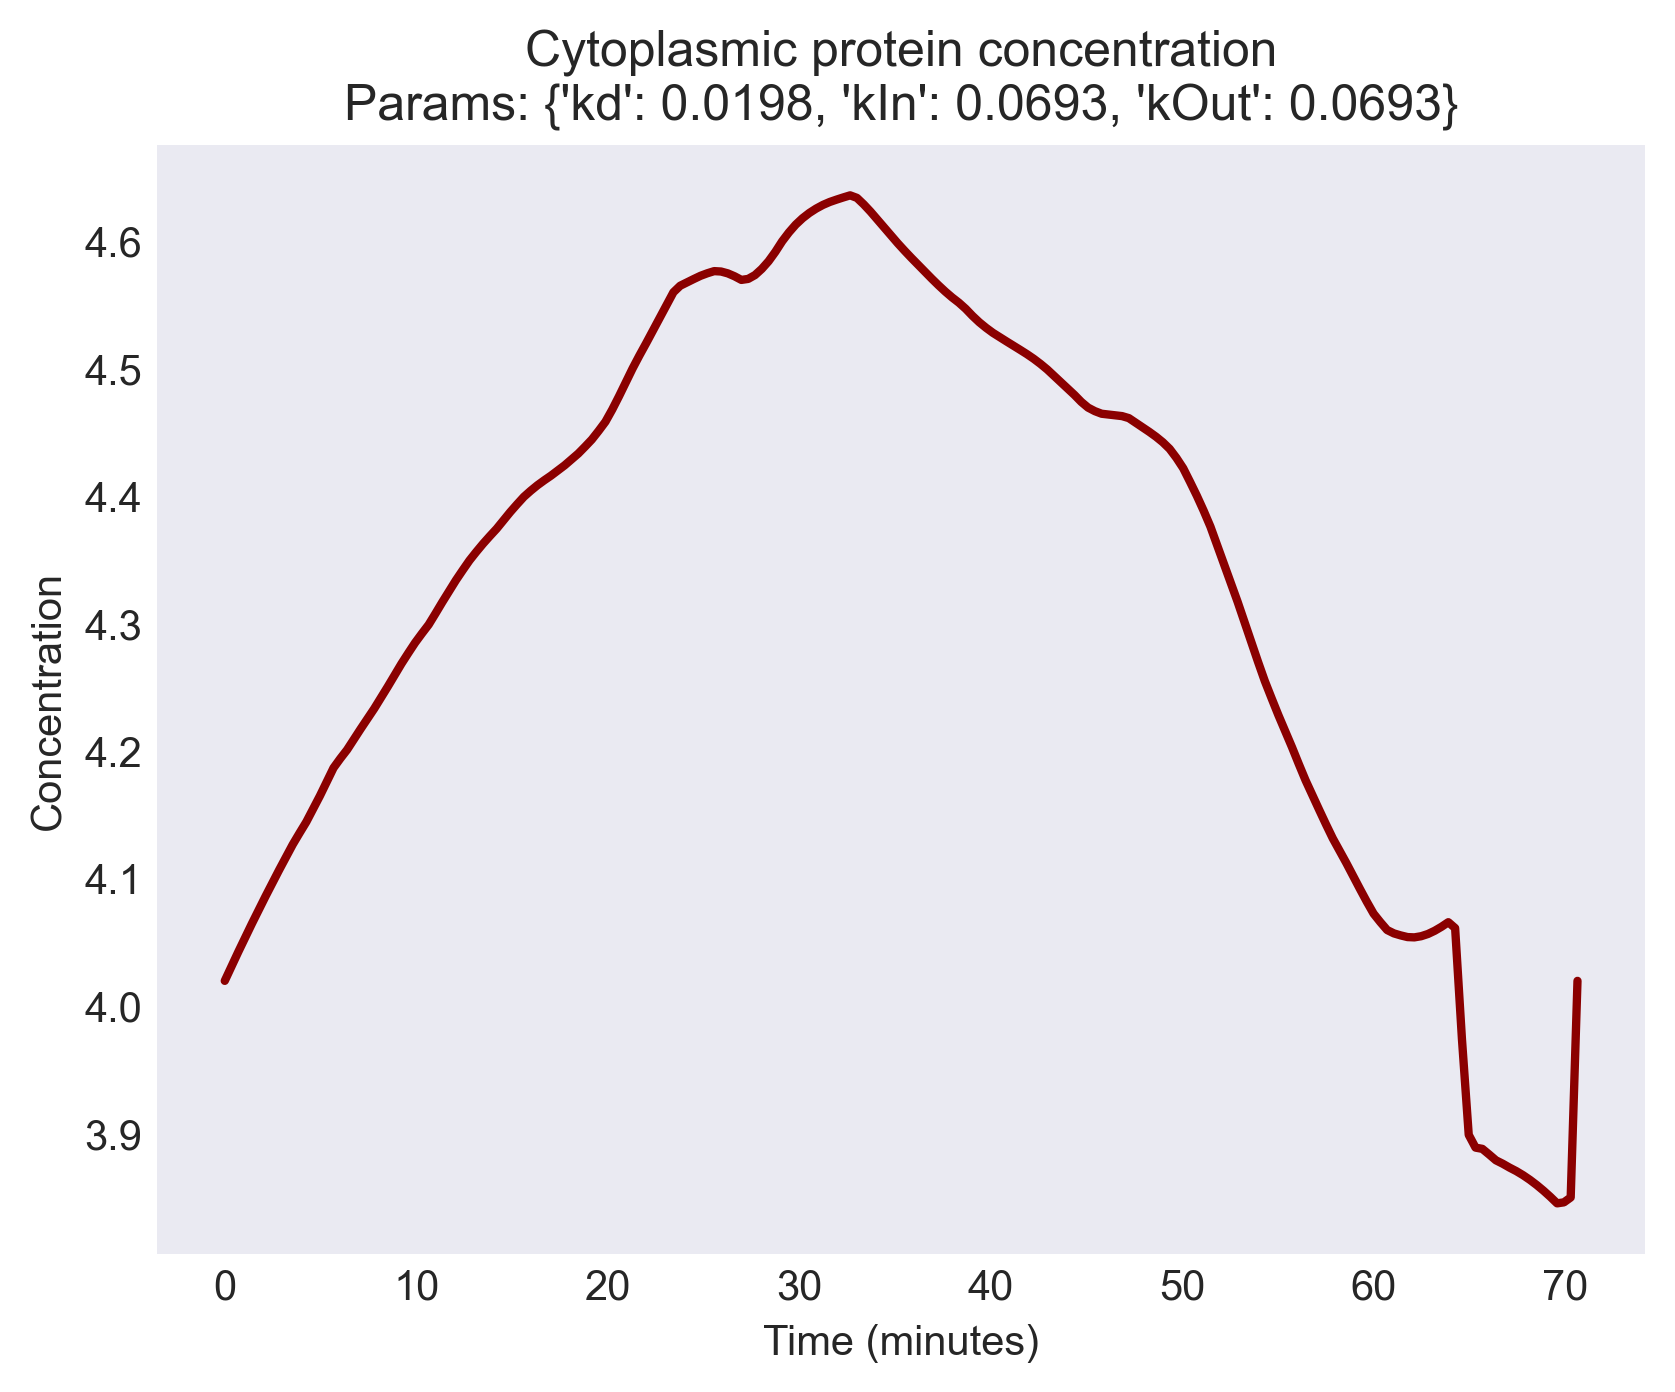 Cytoplasmic protein concentration
Params: {'kd': 0.0198, 'kIn': 0.0693, 'kOut': 0.0693}
Concentration
4.6
4.5
4.4
4.3
4.2
4.1
4.0
3.9
0 10 20 30 40 50 60 70
Time (minutes)